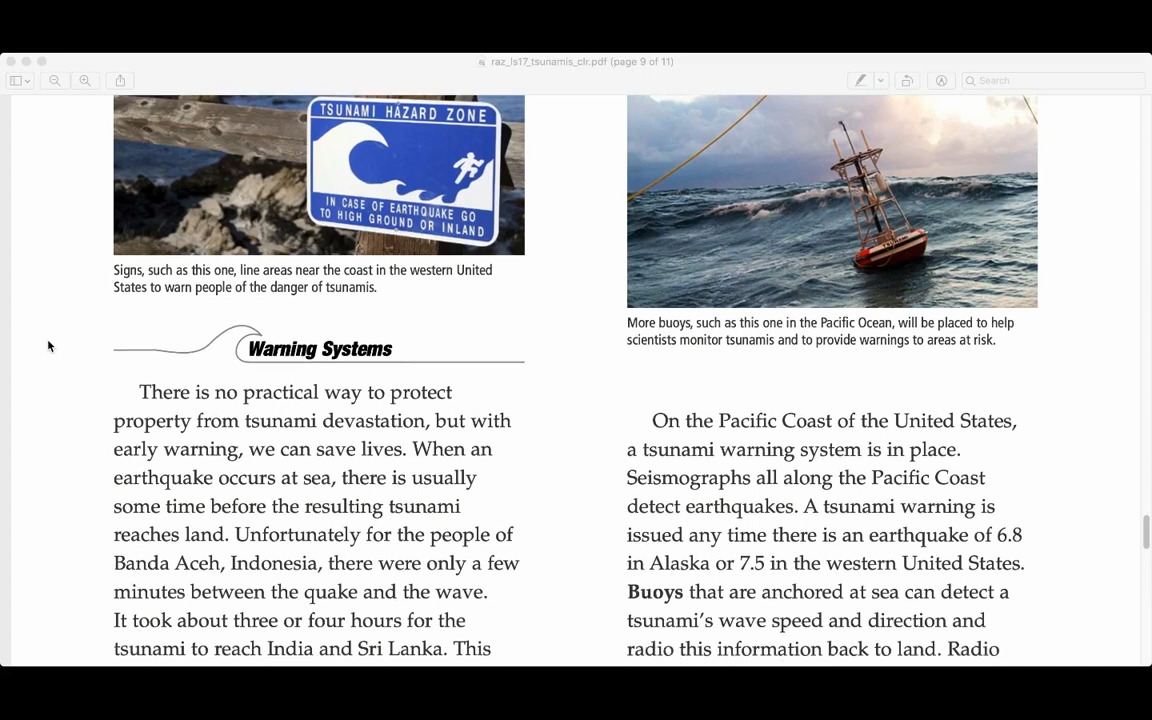 raz_ls17_tsunamis_clr.pdf (page 9 of 11)
Search
TSUNAMI HAZARD ZONE
IN CASE OF EARTHQUAKE GO
TO HIGH GROUND OR INLAND
Signs, such as this one, line areas near the coast in the western United
States to warn people of the danger of tsunamis.
Warning Systems
There is no practical way to protect
property from tsunami devastation, but with
early warning, we can save lives. When an
earthquake occurs at sea, there is usually
some time before the resulting tsunami
reaches land. Unfortunately for the people of
Banda Aceh, Indonesia, there were only a few
minutes between the quake and the wave.
It took about three or four hours for the
tsunami to reach India and Sri Lanka. This
More buoys, such as this one in the Pacific Ocean, will be placed to help
scientists monitor tsunamis and to provide warnings to areas at risk.
On the Pacific Coast of the United States,
a tsunami warning system is in place.
Seismographs all along the Pacific Coast
detect earthquakes. A tsunami warning is
issued any time there is an earthquake of 6.8
in Alaska or 7.5 in the western United States.
Buoys that are anchored at sea can detect a
tsunami's wave speed and direction and
radio this information back to land. Radio